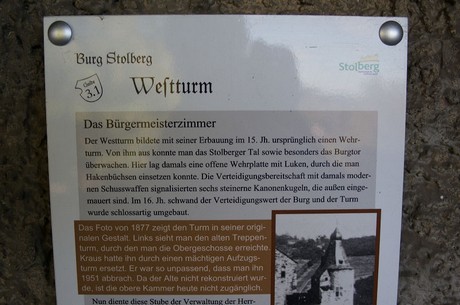 Burg Stolberg
Stolberg
3.1
Weſtturm
Das Bürgermeisterzimmer
Der Westturm bildete mit seiner Erbauung im 15. Jh. ursprünglich einen Wehr-
turm. Von ihm aus konnte man das Stolberger Tal sowie besonders das Burgtor
überwachen. Hier lag damals eine offene Wehrplatte mit Luken, durch die man
Hakenbüchsen einsetzen konnte. Die Verteidigungsbereitschaft mit damals moder-
nen Schusswaffen signalisierten sechs steinerne Kanonenkugeln, die außen einge-
mauert sind. Im 16. Jh. schwand der Verteidigungswert der Burg und der Turm
wurde schlossartig umgebaut.
Das Foto von 1877 zeigt den Turm in seiner origi-
nalen Gestalt. Links sieht man den alten Treppen-
turm, durch den man die Obergeschosse erreichte.
Kraus hatte ihn durch einen mächtigen Aufzugs-
turm ersetzt. Er war so unpassend, dass man ihn
1951 abbrach. Da der Alte nicht rekonstruiert wur-
de, ist die obere Kammer heute nicht zugänglich.
Nun diente diese Stube der Verwaltung der Herr-